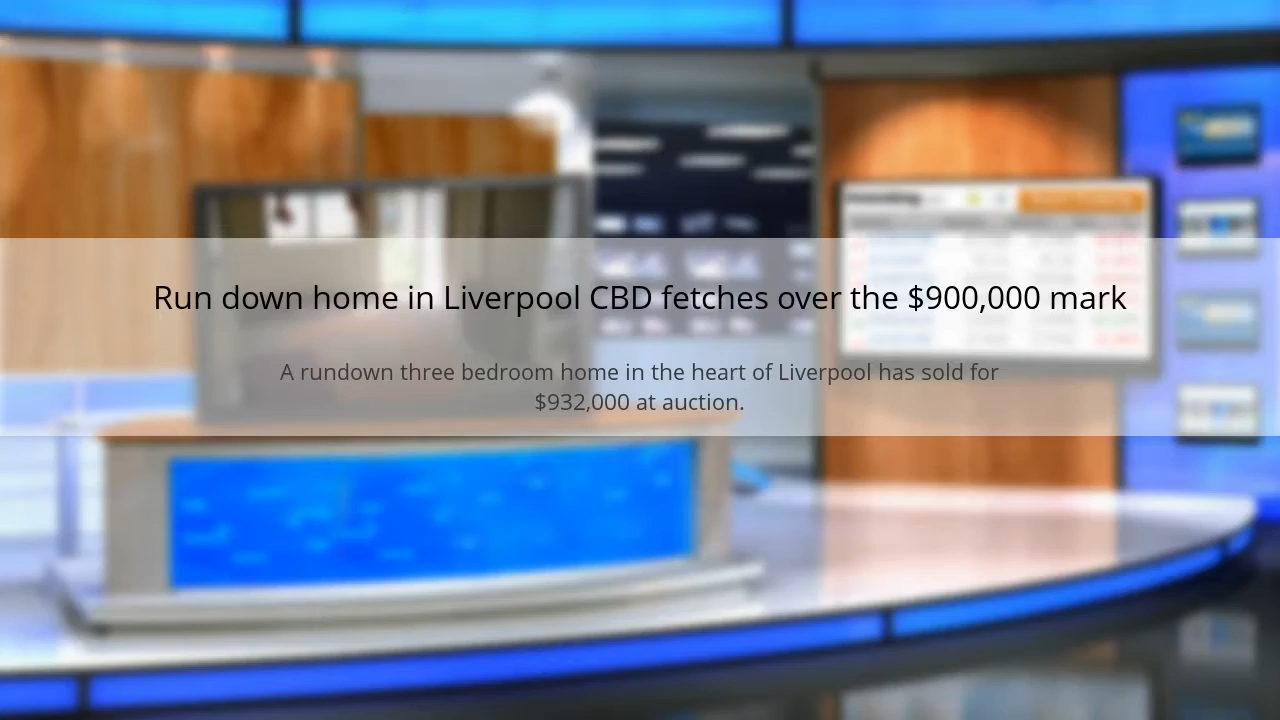 Run down home in Liverpool CBD fetches over the $900,000 mark
A rundown three bedroom home in the heart of Liverpool has sold for
$932,000 at auction.